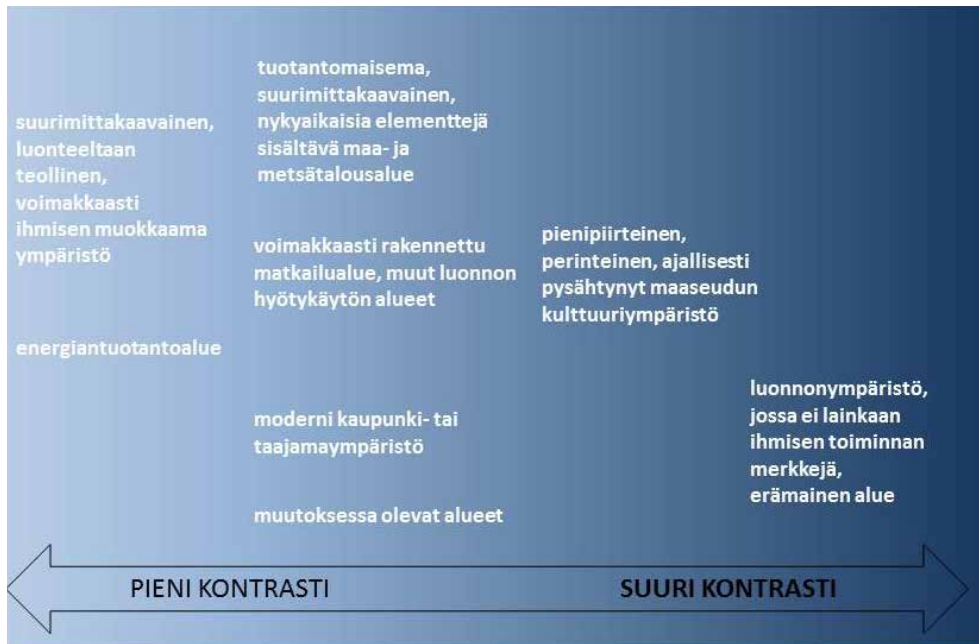 suurimittakaavainen,
luonteeltaan
teollinen,
voimakkaasti
ihmisen muokkaama
ympäristö
energiantuotantoalue
tuotantomaisema,
suurimittakaavainen,
nykyaikaisia elementtejä
sisältävä maa- ja
metsätalousalue
voimakkaasti rakennettu
matkailualue, muut luonnon
hyötykäytön alueet
moderni kaupunki- tai
taajamaympäristö
muutoksessa olevat alueet
pienipiirteinen,
perinteinen, ajallisesti
pysähtynyt maaseudun
kulttuuriympäristö
luonnonympäristö,
jossa ei lainkaan
ihmisen toiminnan
merkkejä,
erämainen alue
PIENI KONTRASTI
SUURI KONTRASTI